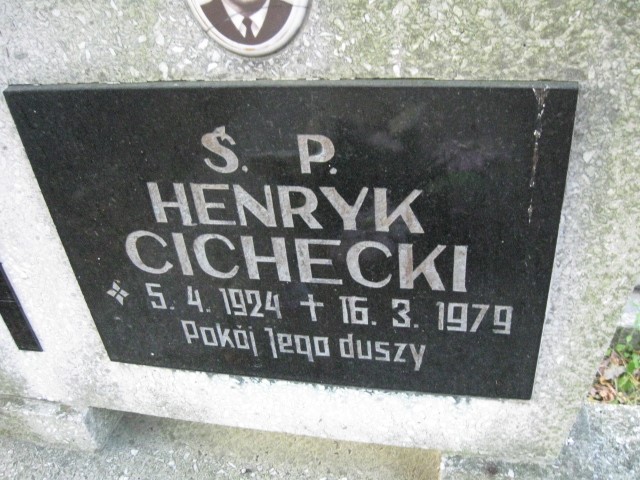 Ś. P.
HENRYK
CICHECKI
5. 4. 1924 + 16. 3. 1979
Pokój Jego duszy